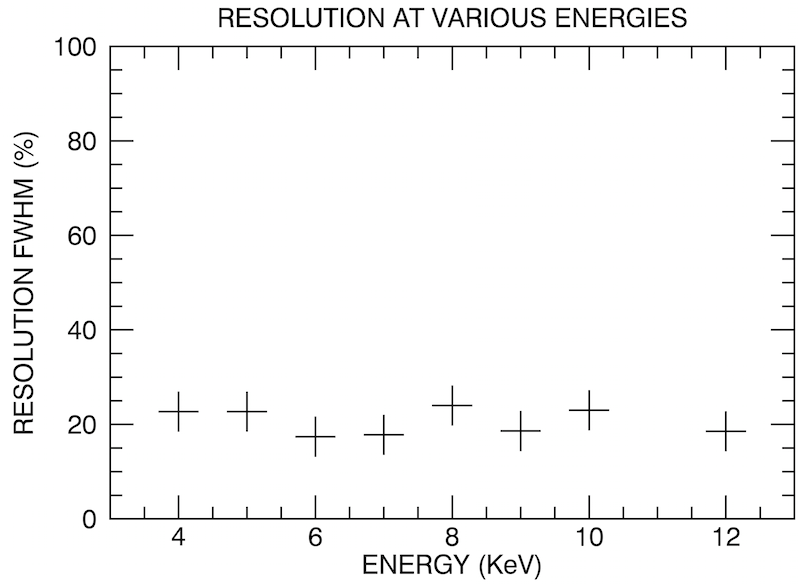 RESOLUTION AT VARIOUS ENERGIES
100
80
60
40
20
0
RESOLUTION FWHM (%)
4 6 8 10 12
ENERGY (KeV)